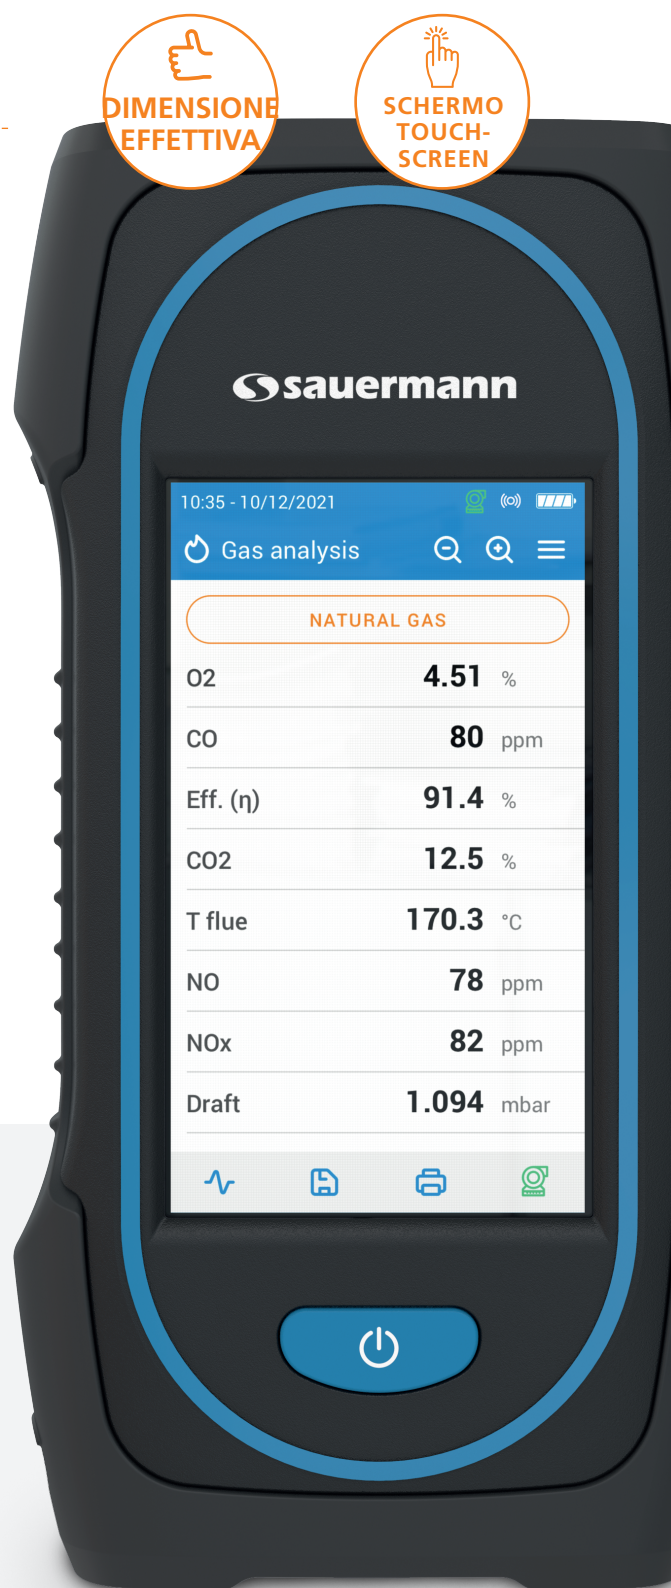 DIMENSIONE
EFFETTIVA
SCHERMO
TOUCH-
SCREEN
sauermann
10:35 - 10/12/2021
Gas analysis
NATURAL GAS
O2 4.51 %
CO 80 ppm
Eff. (η) 91.4 %
CO2 12.5 %
T flue 170.3 °C
NO 78 ppm
NOx 82 ppm
Draft 1.094 mbar